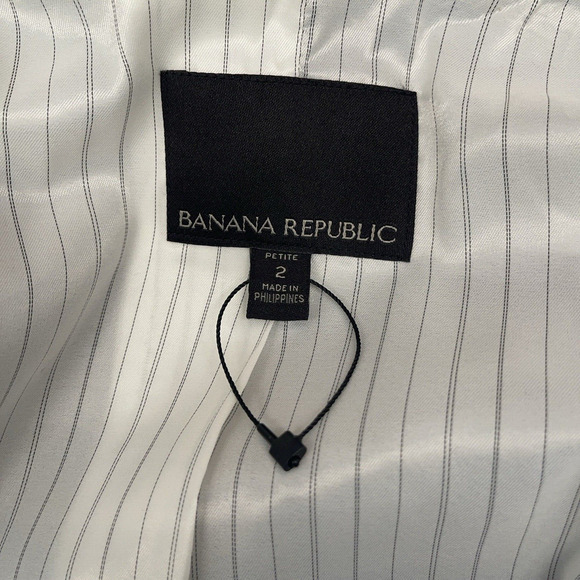 BANANA REPUBLIC
PETITE
2
MADE IN
PHILIPPINES